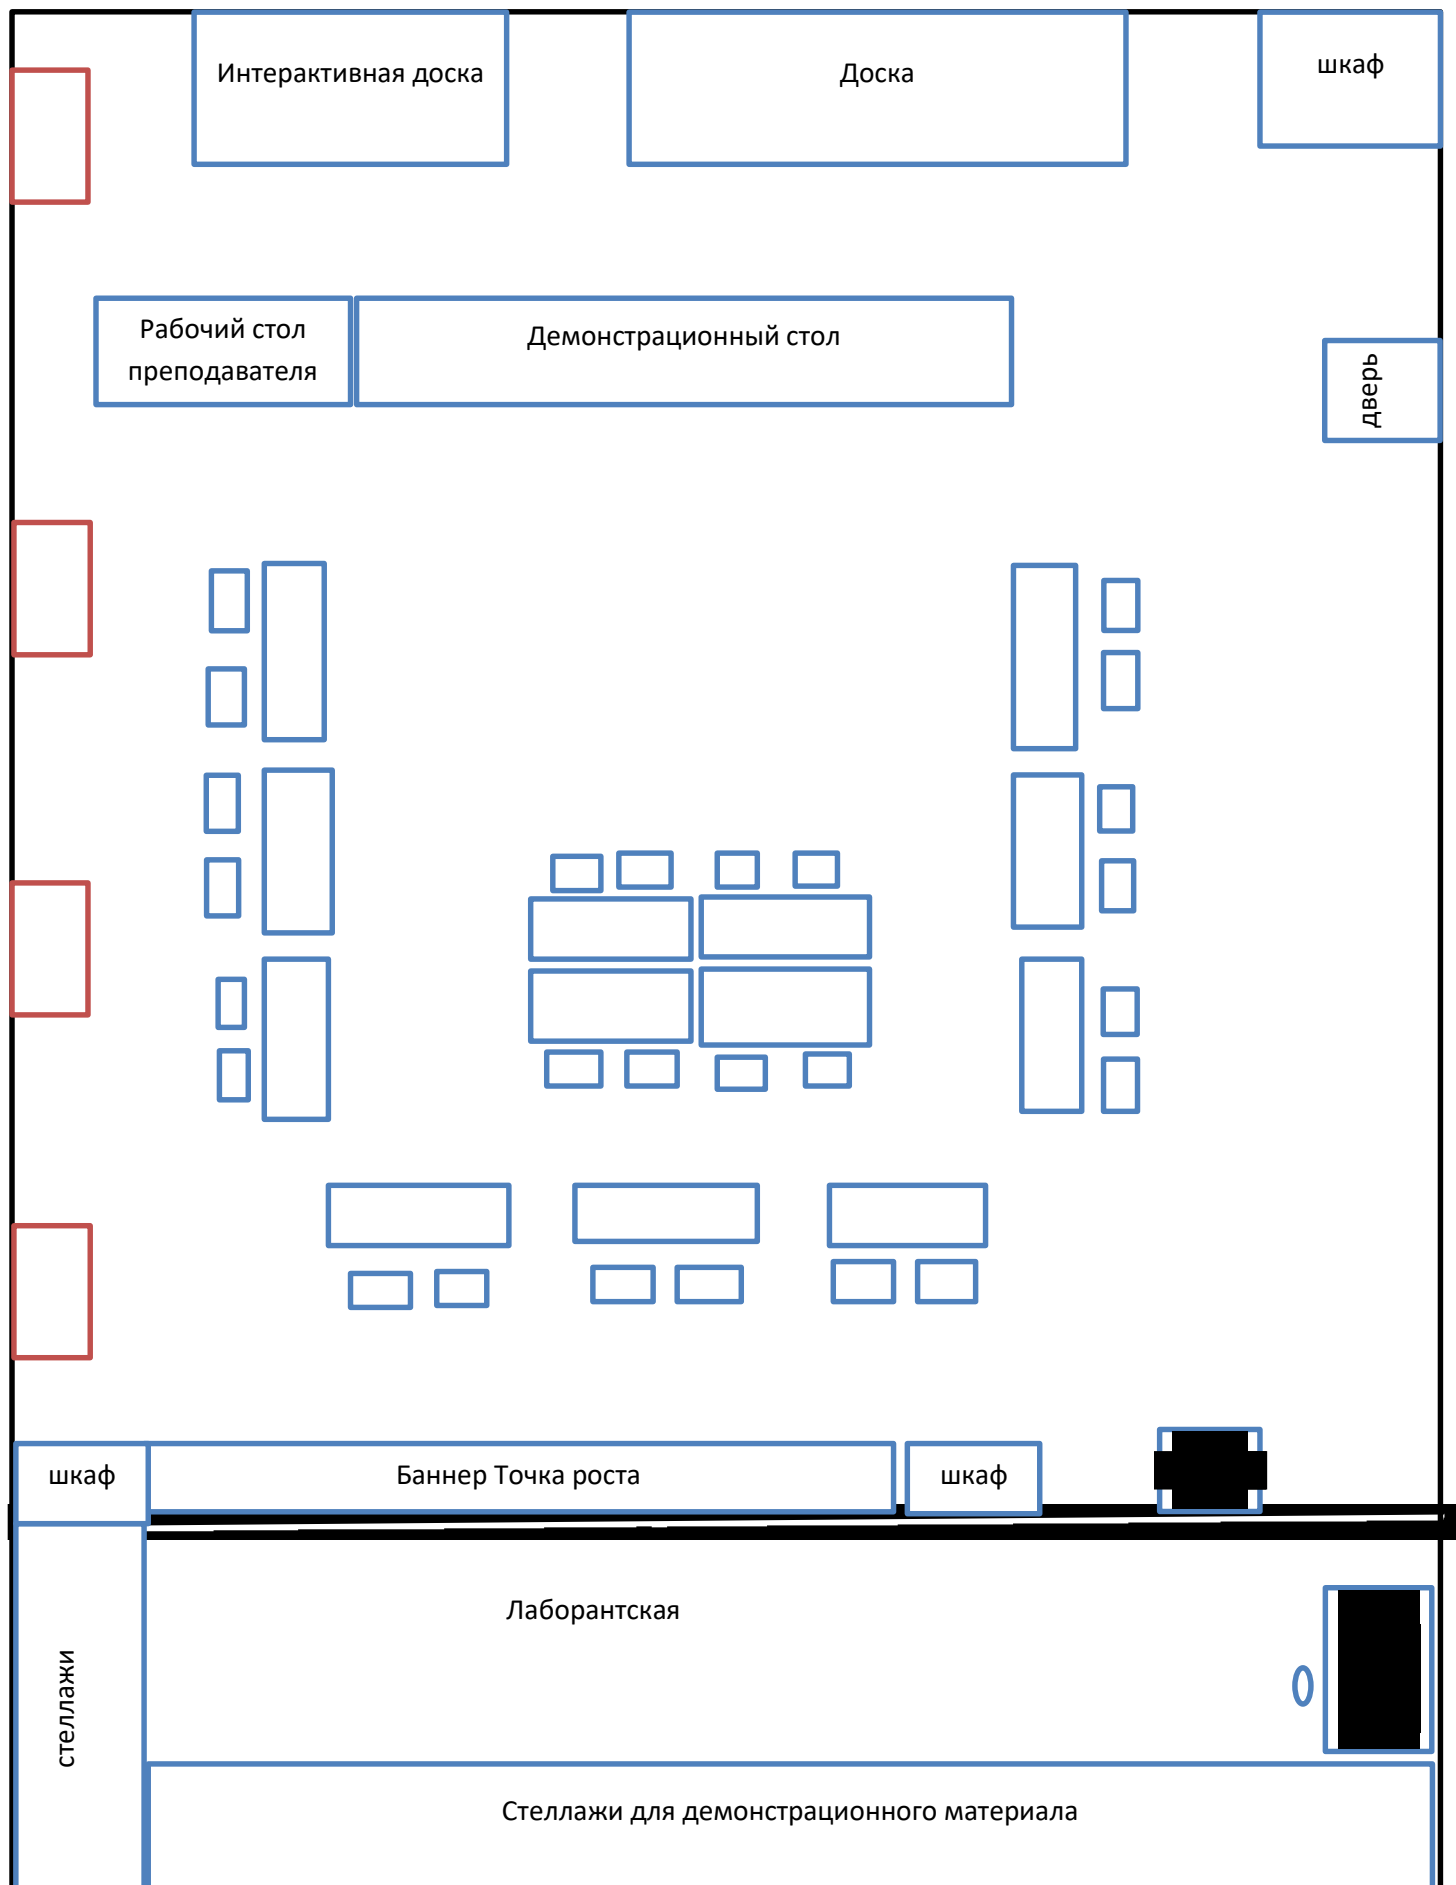 Интерактивная доска
Доска
шкаф
Рабочий стол
преподавателя
Демонстрационный стол
дверь
шкаф
Баннер Точка роста
шкаф
Лаборантская
стеллажи
Стеллажи для демонстрационного материала